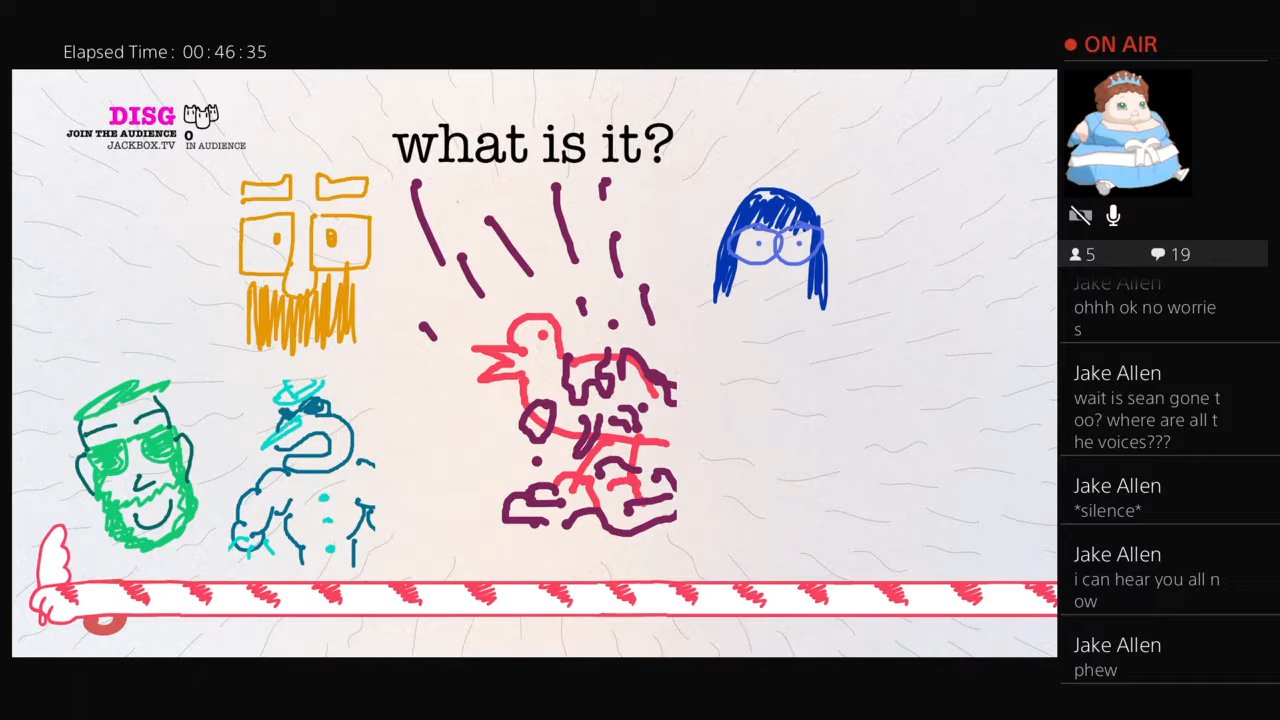 Elapsed Time: 00:46:35
ON AIR
DISG
JOIN THE AUDIENCE
JACKBOX.TV
0
IN AUDIENCE
what is it?
5
19
Jake Allen
ohhh ok no worrie
s
Jake Allen
wait is sean gone t
oo? where are all t
he voices???
Jake Allen
*silence*
Jake Allen
i can hear you all n
ow
Jake Allen
phew